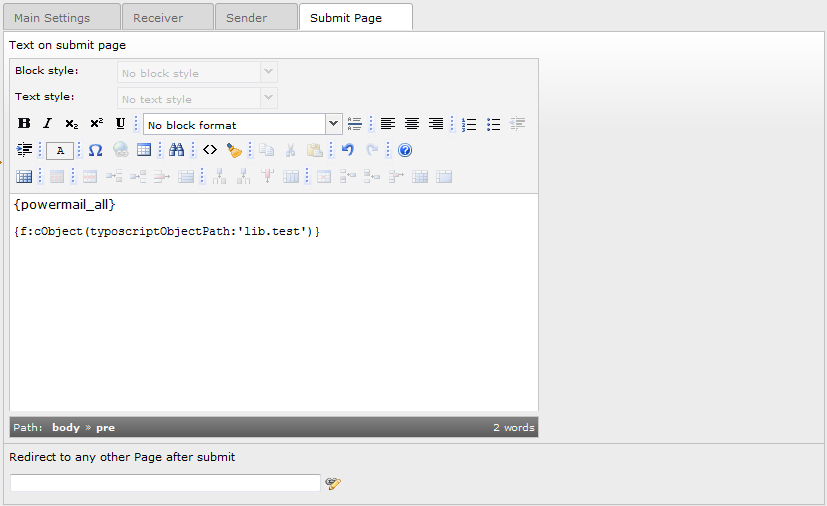 Main Settings
Receiver
Sender
Submit Page
Text on submit page
Block style:
No block style
Text style:
No text style
B I x₂ x² U
No block format
A Ω <>
{powermail_all}
{f:cObject(typoscriptObjectPath:'lib.test')}
Path: body » pre
2 words
Redirect to any other Page after submit